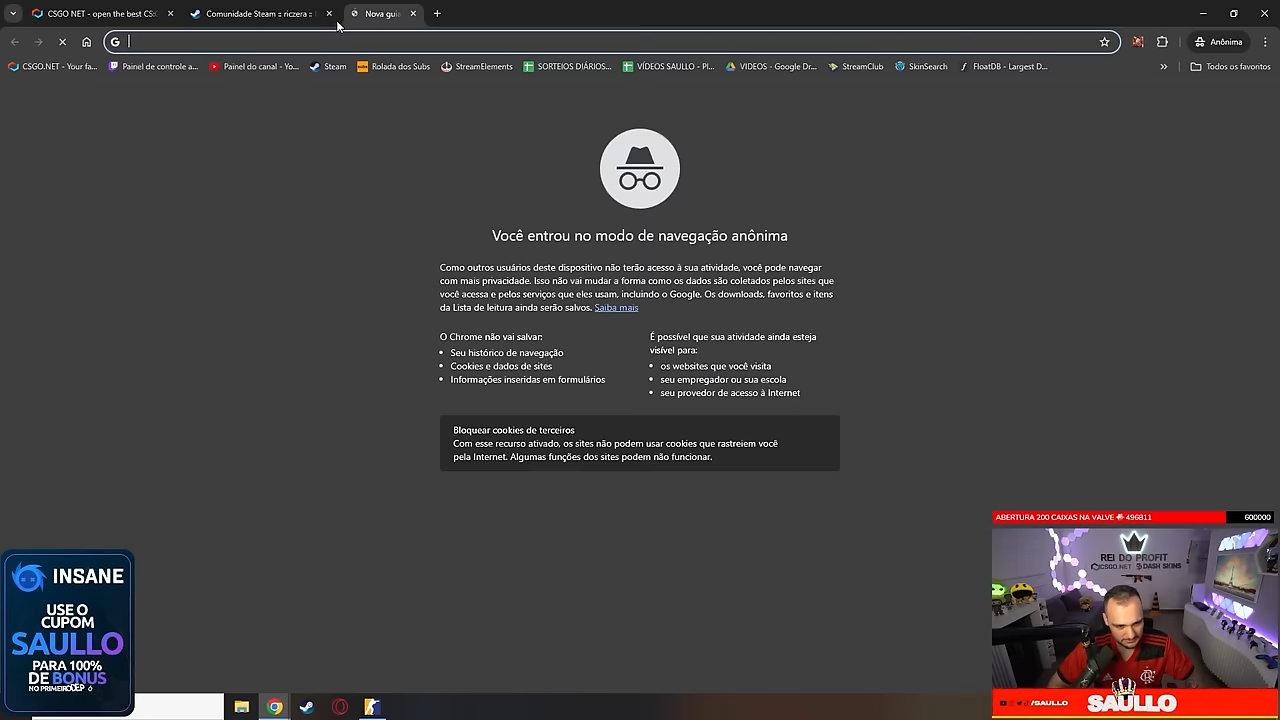 CSGO.NET - open the best CS:
Comunidade Steam :: riczera ::
Nova guia
G
Anônima
CSGO.NET - Your fa...
Painel de controle a...
Painel do canal - Yo...
Steam
Rolada dos Subs
StreamElements
SORTEIOS DIÁRIOS...
VÍDEOS SAULLO - Pl...
VIDEOS - Google Dr...
StreamClub
SkinSearch
FloatDB - Largest D...
»
Todos os favoritos
Você entrou no modo de navegação anônima
Como outros usuários deste dispositivo não terão acesso à sua atividade, você pode navegar
com mais privacidade. Isso não vai mudar a forma como os dados são coletados pelos sites que
você acessa e pelos serviços que eles usam, incluindo o Google. Os downloads, favoritos e itens
da Lista de leitura ainda serão salvos. Saiba mais
O Chrome não vai salvar:
• Seu histórico de navegação
• Cookies e dados de sites
• Informações inseridas em formulários
É possível que sua atividade ainda esteja
visível para:
• os websites que você visita
• seu empregador ou sua escola
• seu provedor de acesso à Internet
Bloquear cookies de terceiros
Com esse recurso ativado, os sites não podem usar cookies que rastreiem você
pela Internet. Algumas funções dos sites podem não funcionar.
ABERTURA 200 CAIXAS NA VALVE 496811
600000
REI DO PROFIT
CSGO.NET DASH SKINS
INSANE
USE O
CUPOM
SAULLO
PARA 100%
DE BONUS
NO PRIMEIRO
/SAULLO
SAULLO